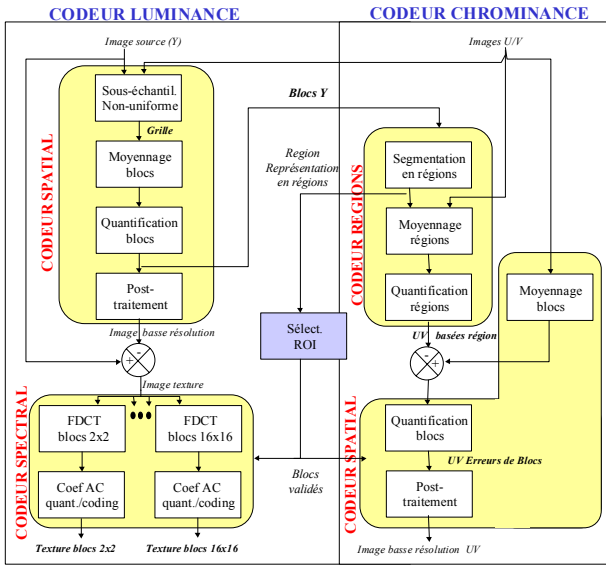 CODEUR LUMINANCE
CODEUR CHROMINANCE
Image source (Y)
Images U/V
CODEUR SPATIAL
Sous-échantil.
Non-uniforme
Grille
Moyennage
blocs
Quantification
blocs
Post-
traitement
Image basse résolution
+
-
Image texture
Blocs Y
Region
Représentation
en régions
Sélect.
ROI
Blocs
validés
CODEUR REGIONS
Segmentation
en régions
Moyennage
régions
Quantification
régions
UV basées région
Moyennage
blocs
-
+
CODEUR SPECTRAL
FDCT
blocs 2x2
FDCT
blocs 16x16
Coef AC
quant./coding
Coef AC
quant./coding
Texture blocs 2x2
Texture blocs 16x16
CODEUR SPATIAL
Quantification
blocs
UV Erreurs de Blocs
Post-
traitement
Image basse résolution UV